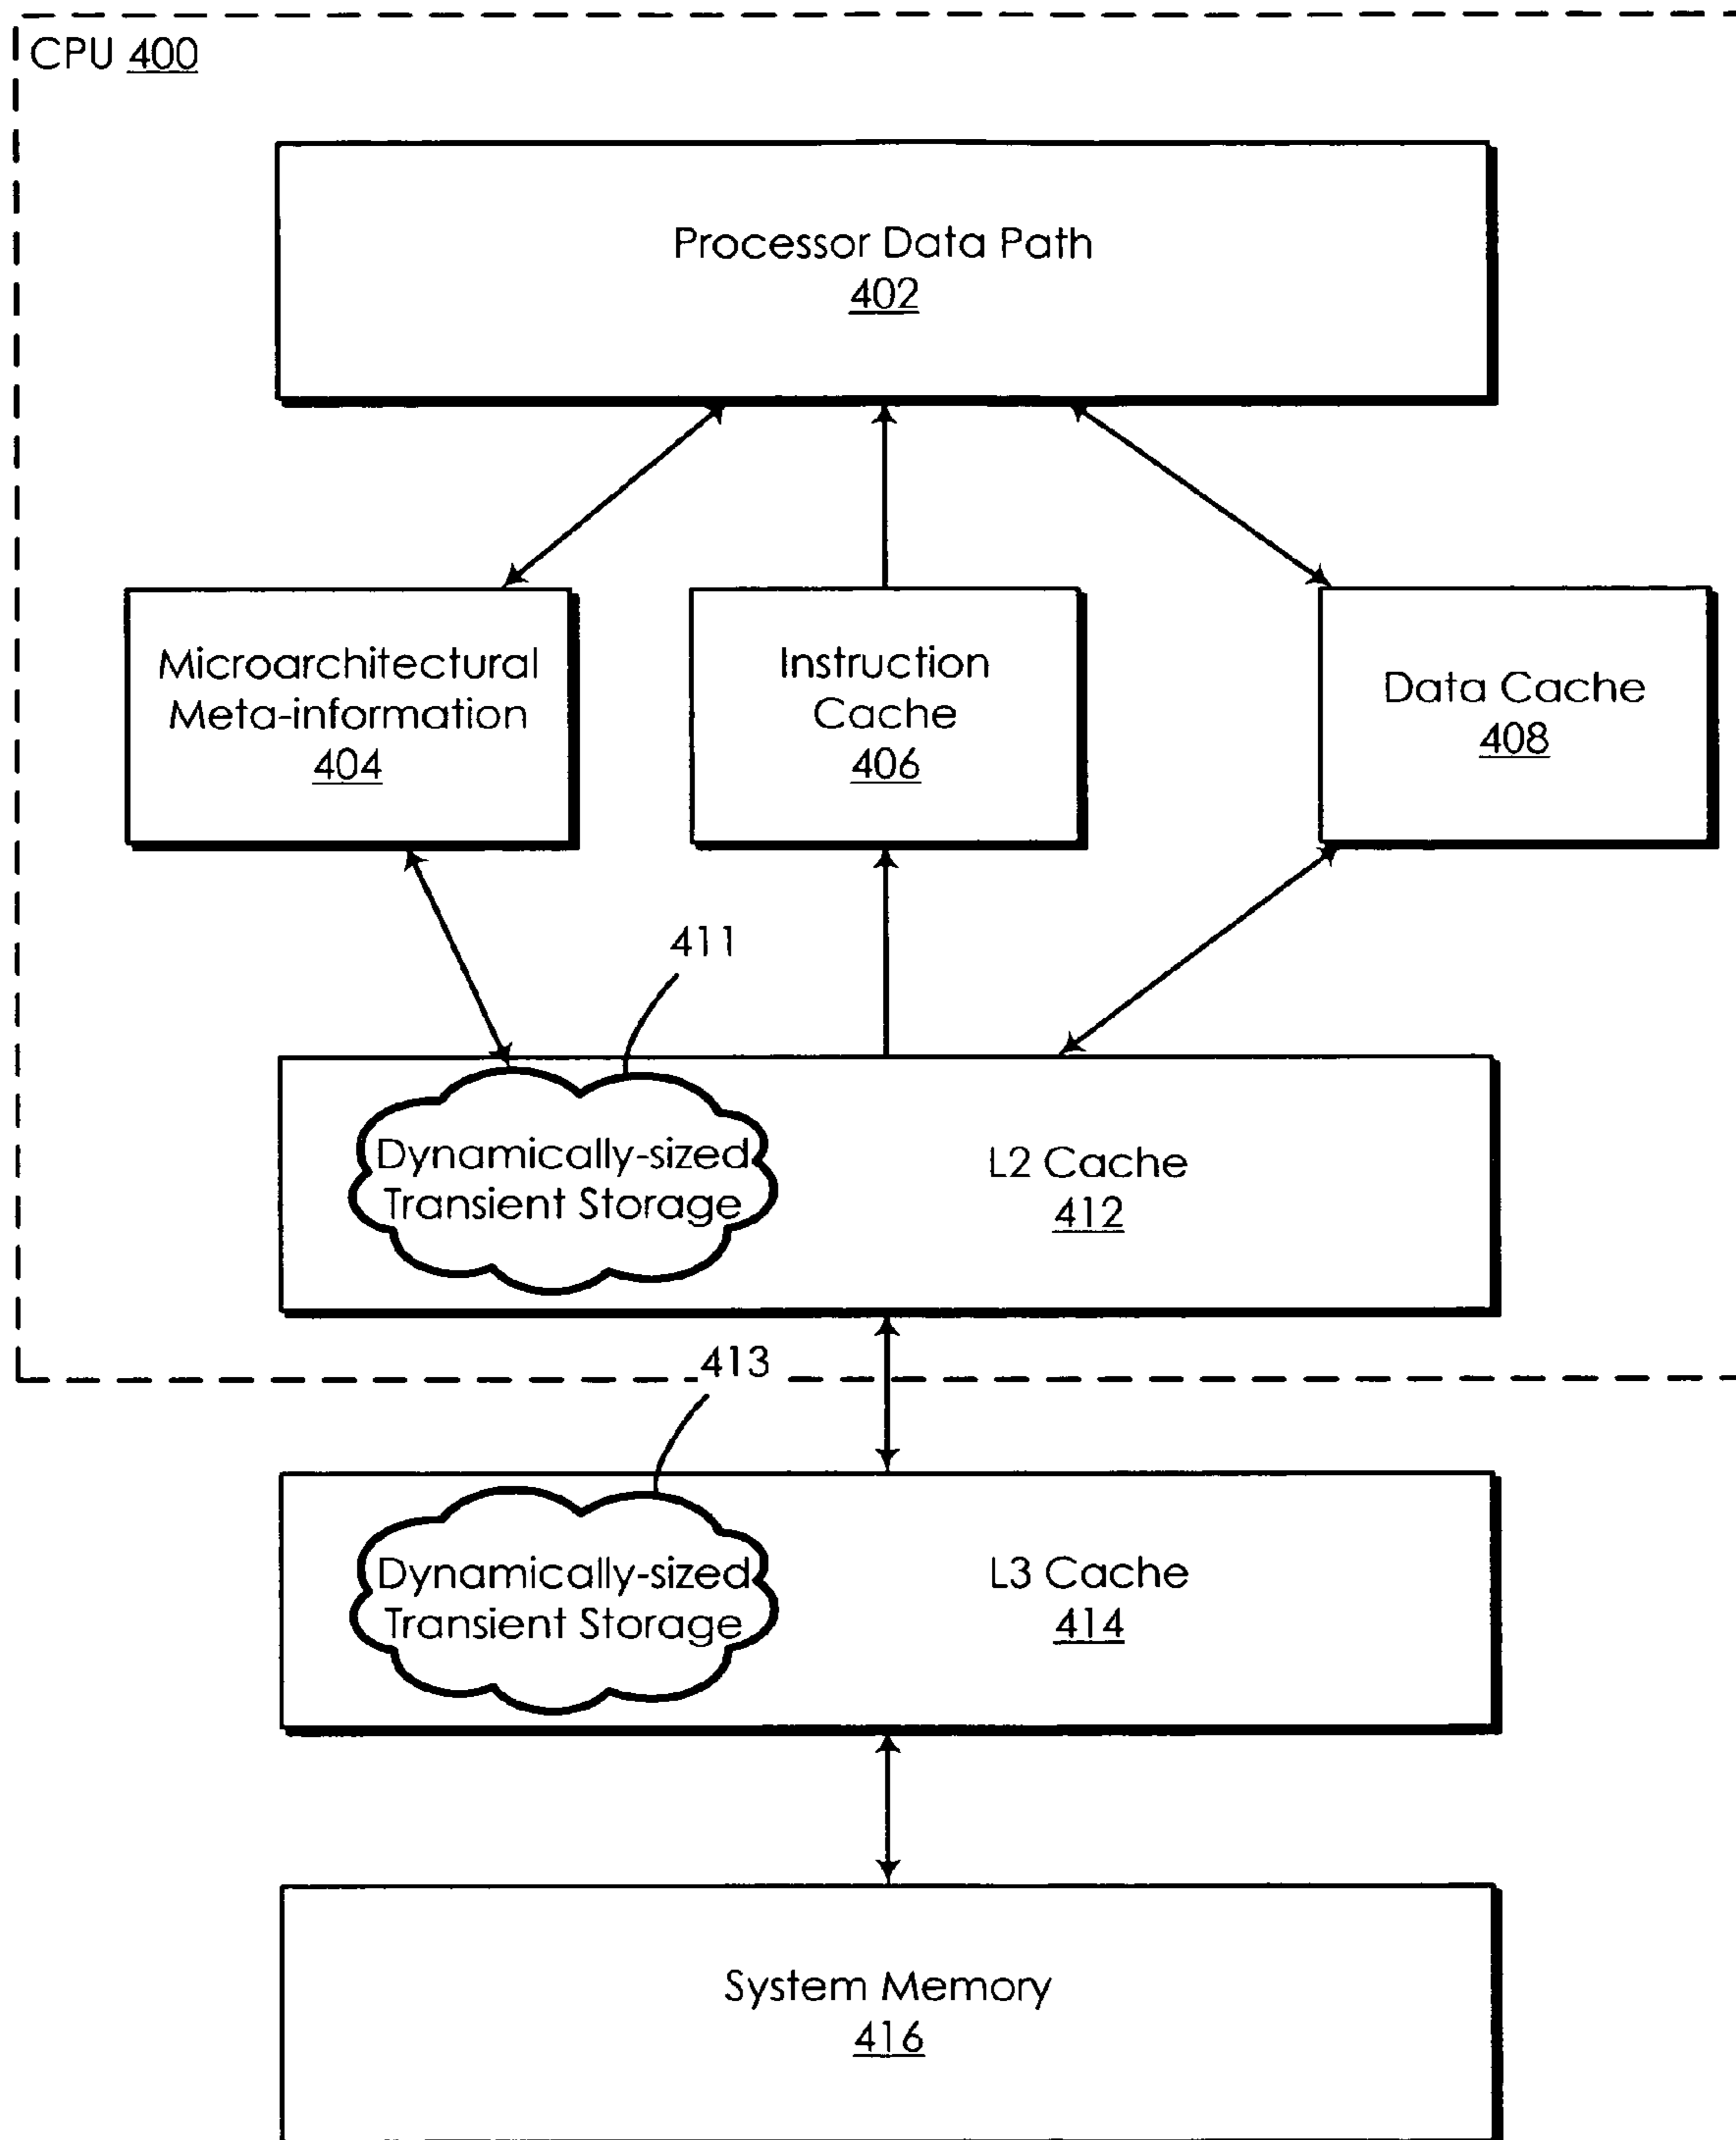 CPU 400
Processor Data Path
402
Microarchitectural
Meta-information
404
Instruction
Cache
406
Data Cache
408
411
Dynamically-sized
Transient Storage
L2 Cache
412
413
Dynamically-sized
Transient Storage
L3 Cache
414
System Memory
416